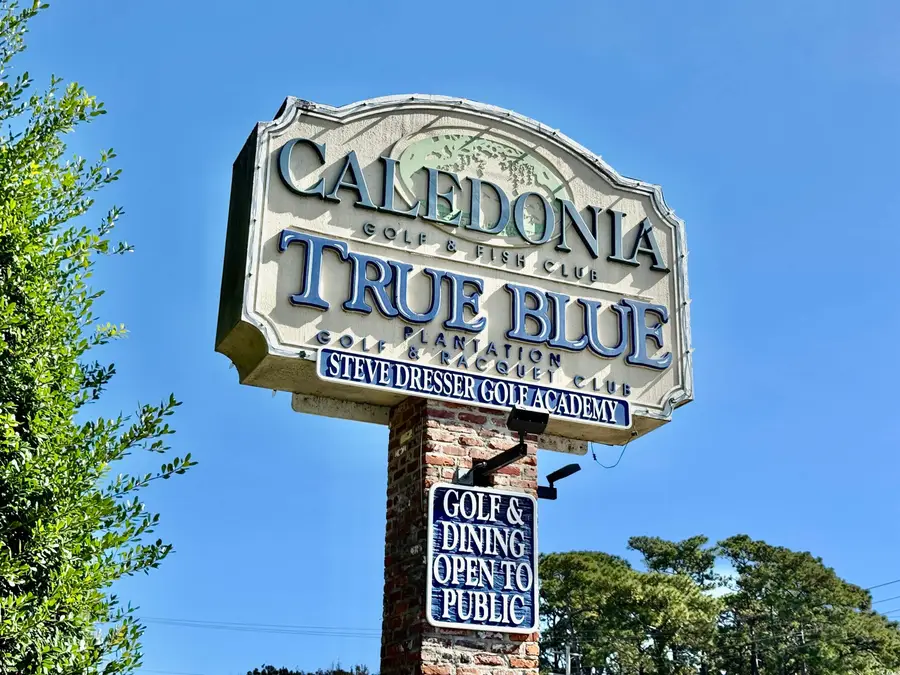 CALEDONIA
GOLF & FISH CLUB
TRUE BLUE
PLANTATION
GOLF & RACQUET CLUB
STEVE DRESSER GOLF ACADEMY
GOLF &
DINING
OPEN TO
PUBLIC